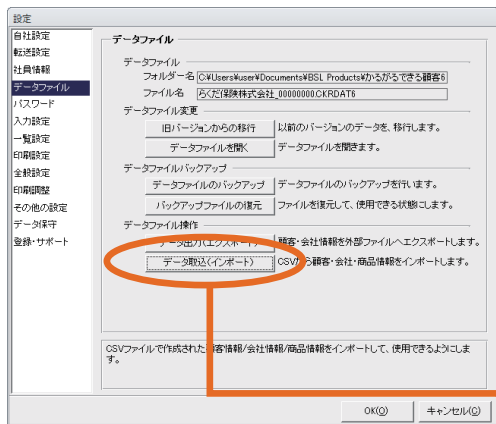 設定
自社設定
転送設定
社員情報
データファイル
パスワード
入力設定
一覧設定
印刷設定
全般設定
印刷調整
その他の設定
データ保守
登録・サポート
データファイル
データファイル
フォルダー名 C:¥Users¥user¥Documents¥BSL Products¥かるがるできる顧客6
ファイル名 らくだ保険株式会社_00000000.CKRDAT6
データファイル変更
旧バージョンからの移行 以前のバージョンのデータを、移行します。
データファイルを開く データファイルを開きます。
データファイルバックアップ
データファイルのバックアップ データファイルのバックアップを行います。
バックアップファイルの復元 ファイルを復元して、使用できる状態にします。
データファイル操作
データ出力(エクスポート) 顧客・会社情報を外部ファイルへエクスポートします。
データ取込(インポート) CSVから顧客・会社・商品情報をインポートします。
CSVファイルで作成された顧客情報/会社情報/商品情報をインポートして、使用できるようにしま
す。
OK(O) キャンセル(C)